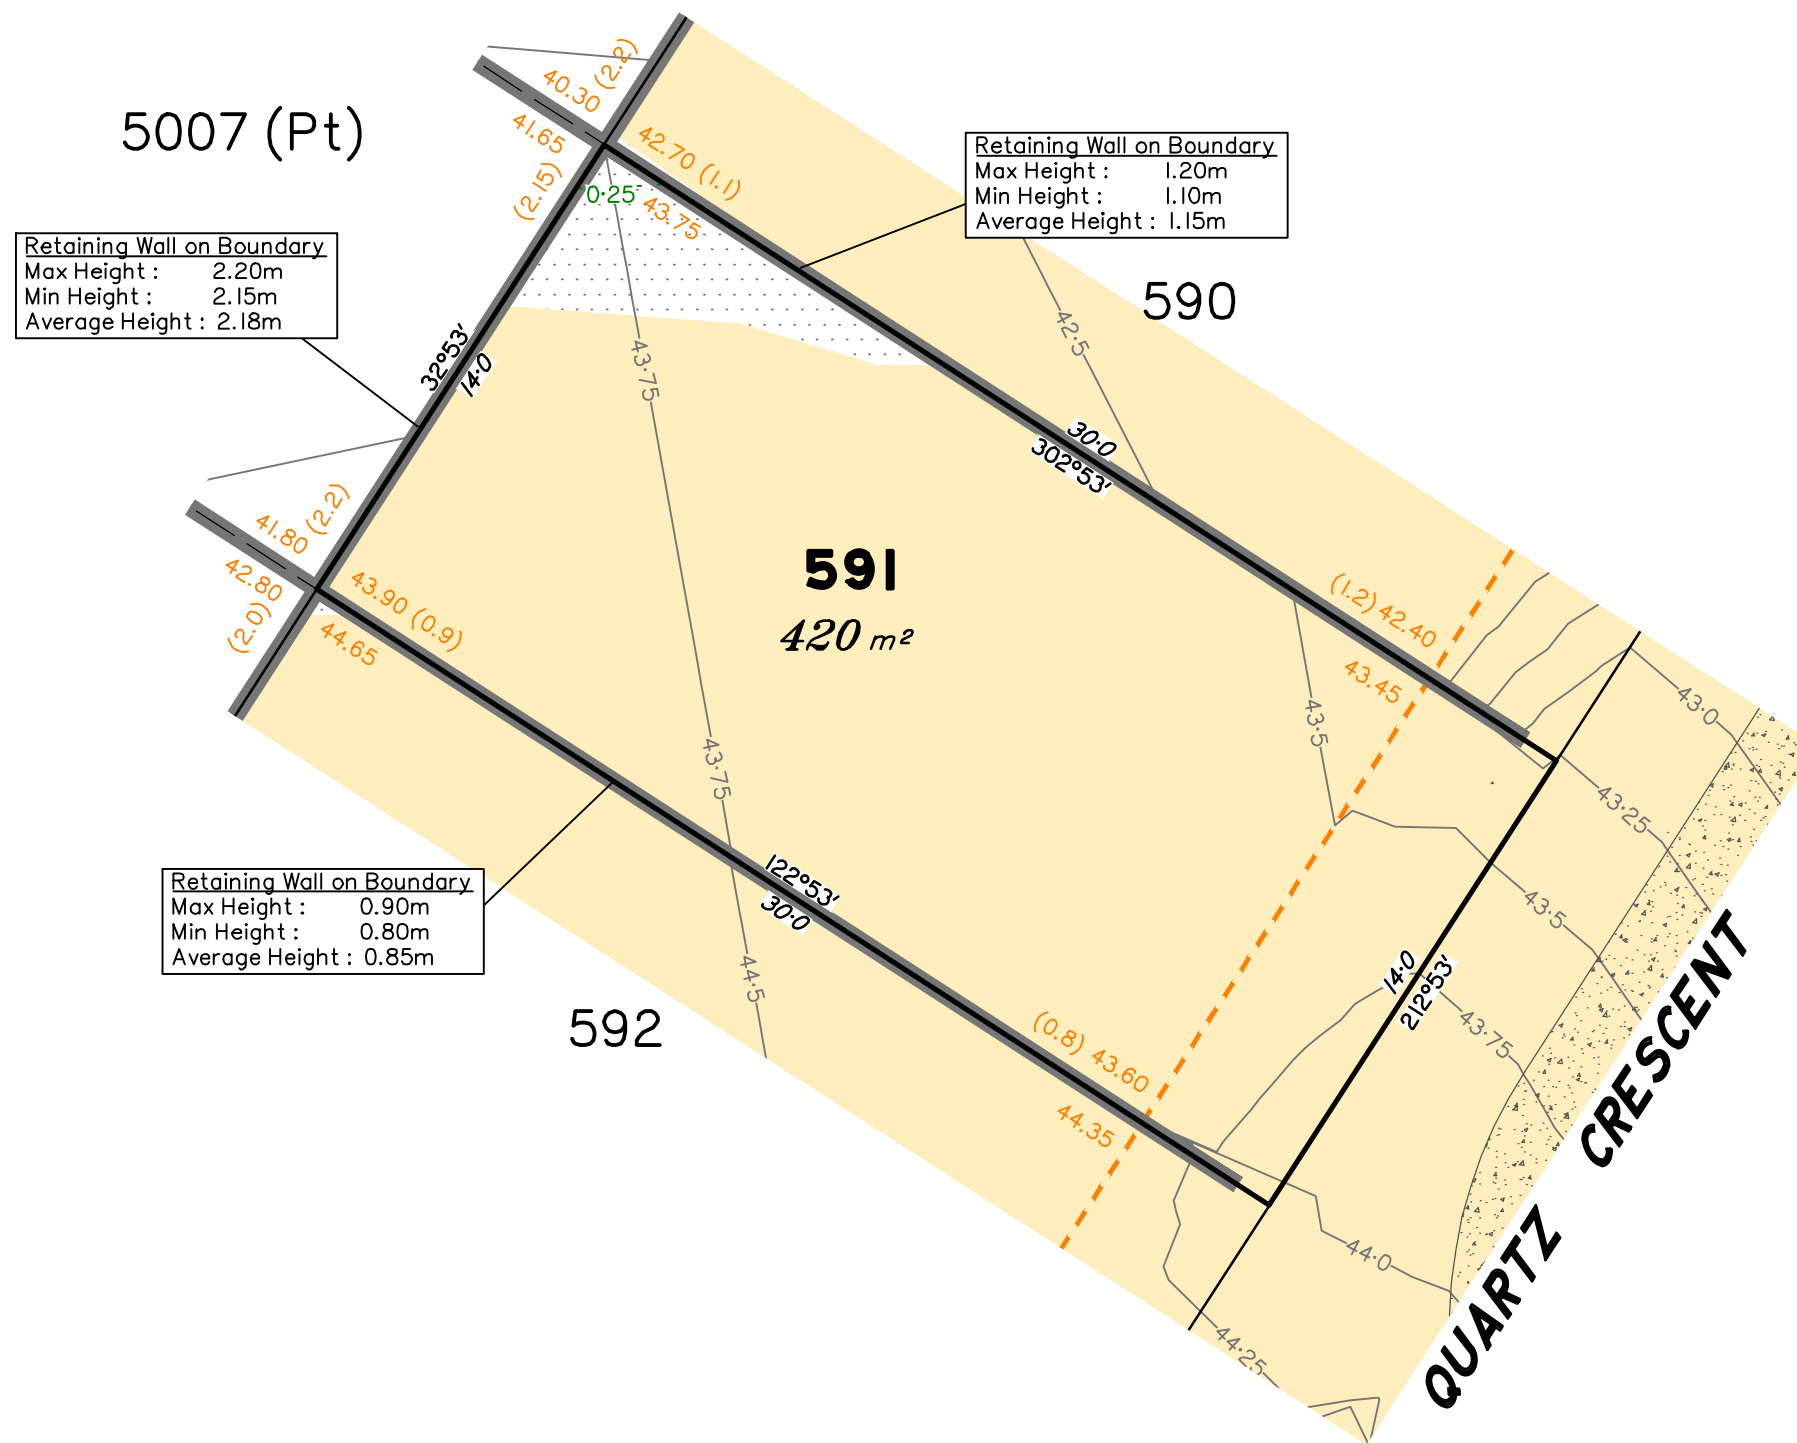 5007 (Pt)
40.30
(2.2)
41.65
(2.15)
42.70 (1.1)
43.75
0·25
Retaining Wall on Boundary
Max Height : 1.20m
Min Height : 1.10m
Average Height : 1.15m
Retaining Wall on Boundary
Max Height : 2.20m
Min Height : 2.15m
Average Height : 2.18m
590
42·5
32°53'
14·0
43·75
30·0
302°53'
41.80
(2.2)
42.80
(2.0)
43.90 (0.9)
44.65
591
420 m²
(1.2) 42.40
43.45
43·5
43·0
43·25
43·75
43·5
Retaining Wall on Boundary
Max Height : 0.90m
Min Height : 0.80m
Average Height : 0.85m
122°53'
30·0
44·5
14·0
212°53'
43·75
592
(0.8) 43.60
44.35
44·0
44·25
QUARTZ CRESCENT